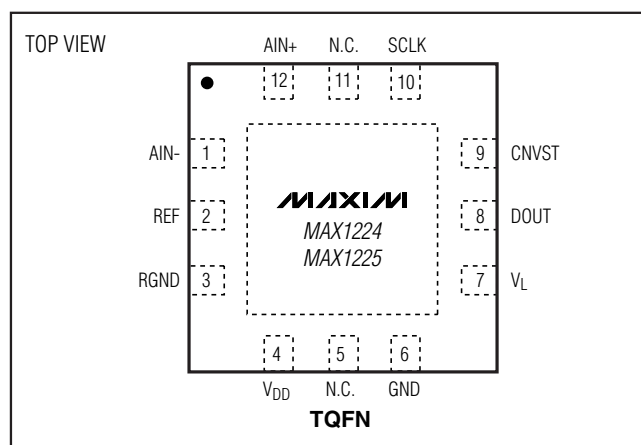 TOP VIEW
AIN+ N.C. SCLK
12 11 10
AIN- 1
9 CNVST
REF 2
8 DOUT
RGND 3
7 VL
MAXIM
MAX1224
MAX1225
4 5 6
VDD N.C. GND
TQFN